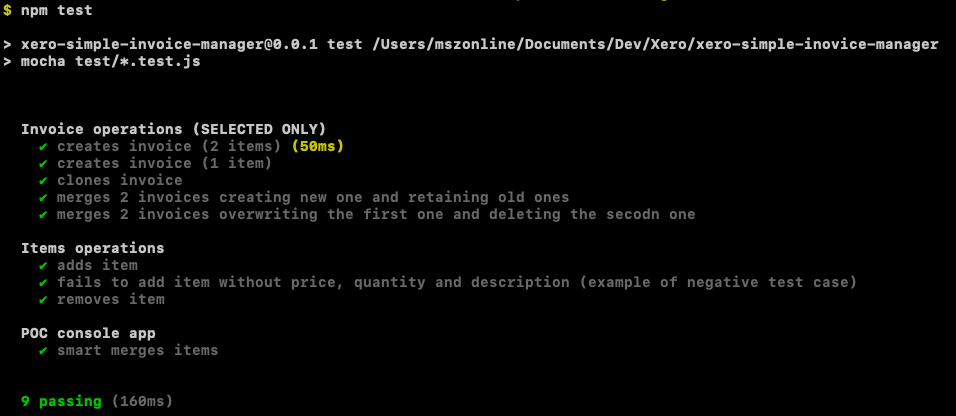 $ npm test
> xero-simple-invoice-manager@0.0.1 test /Users/mszonline/Documents/Dev/Xero/xero-simple-inovice-manager
> mocha test/*.test.js
Invoice operations (SELECTED ONLY)
✔ creates invoice (2 items) (50ms)
✔ creates invoice (1 item)
✔ clones invoice
✔ merges 2 invoices creating new one and retaining old ones
✔ merges 2 invoices overwriting the first one and deleting the secodn one
Items operations
✔ adds item
✔ fails to add item without price, quantity and description (example of negative test case)
✔ removes item
POC console app
✔ smart merges items
9 passing (160ms)